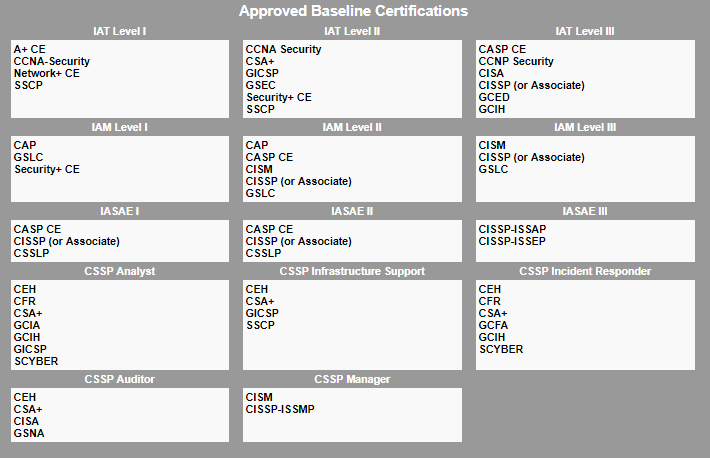 Approved Baseline Certifications
IAT Level I
A+ CE
CCNA-Security
Network+ CE
SSCP
IAT Level II
CCNA Security
CSA+
GICSP
GSEC
Security+ CE
SSCP
IAT Level III
CASP CE
CCNP Security
CISA
CISSP (or Associate)
GCED
GCIH
IAM Level I
CAP
GSLC
Security+ CE
IAM Level II
CAP
CASP CE
CISM
CISSP (or Associate)
GSLC
IAM Level III
CISM
CISSP (or Associate)
GSLC
IASAE I
CASP CE
CISSP (or Associate)
CSSLP
IASAE II
CASP CE
CISSP (or Associate)
CSSLP
IASAE III
CISSP-ISSAP
CISSP-ISSEP
CSSP Analyst
CEH
CFR
CSA+
GCIA
GCIH
GICSP
SCYBER
CSSP Infrastructure Support
CEH
CSA+
GICSP
SSCP
CSSP Incident Responder
CEH
CFR
CSA+
GCFA
GCIH
SCYBER
CSSP Auditor
CEH
CSA+
CISA
GSNA
CSSP Manager
CISM
CISSP-ISSMP